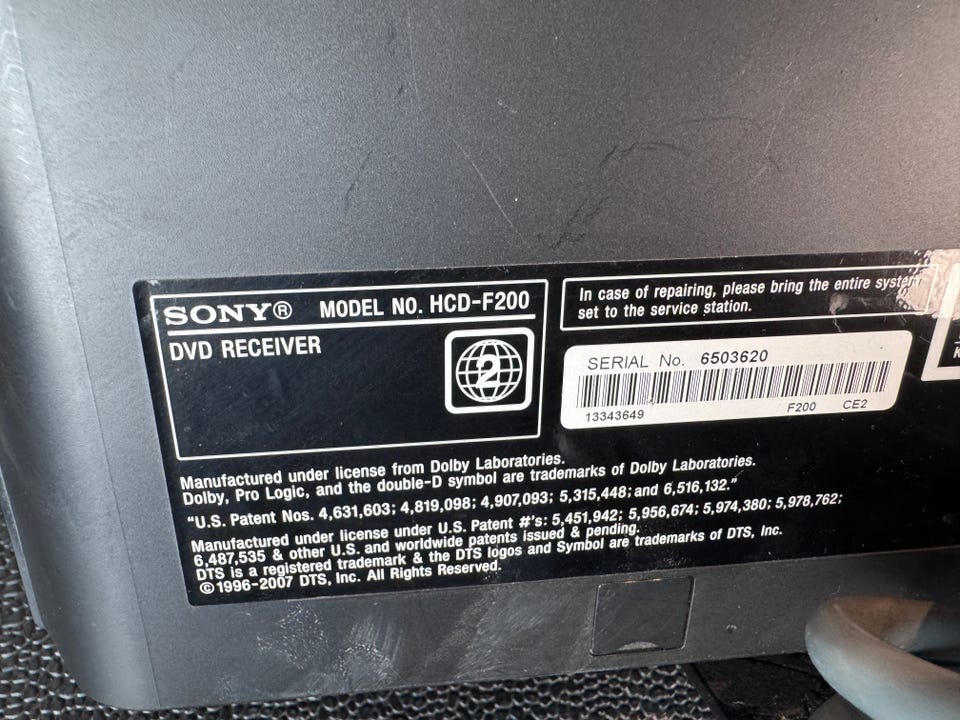 SONY® MODEL NO. HCD-F200
DVD RECEIVER
2
In case of repairing, please bring the entire system
set to the service station.
SERIAL No. 6503620
13343649 F200 CE2
Manufactured under license from Dolby Laboratories.
Dolby, Pro Logic, and the double-D symbol are trademarks of Dolby Laboratories.
“U.S. Patent Nos. 4,631,603; 4,819,098; 4,907,093; 5,315,448; and 6,516,132.”
Manufactured under license under U.S. Patent #'s: 5,451,942; 5,956,674; 5,974,380; 5,978,762;
6,487,535 & other U.S. and worldwide patents issued & pending.
DTS is a registered trademark & the DTS logos and Symbol are trademarks of DTS, Inc.
©1996-2007 DTS, Inc. All Rights Reserved.